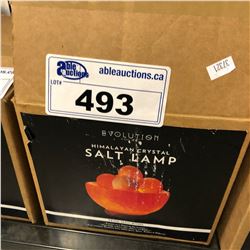 able
auctions
ableauctions.ca
LOT#
493
EVOLUTION
HIMALAYAN CRYSTAL
SALT LAMP